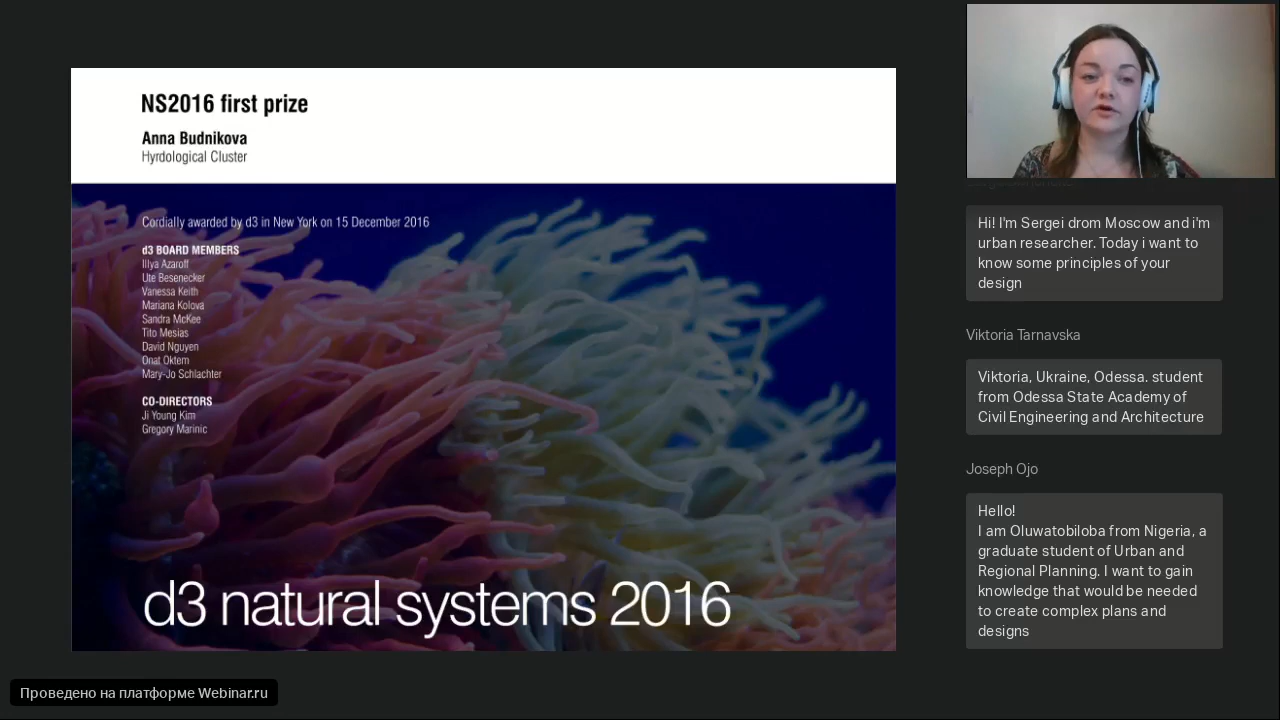 NS2016 first prize
Anna Budnikova
Hyrdological Cluster
Cordially awarded by d3 in New York on 15 December 2016
d3 BOARD MEMBERS
Illya Azaroff
Ute Besenecker
Vanessa Keith
Mariana Kolova
Sandra McKee
Tito Mesias
David Nguyen
Onat Oktem
Mary-Jo Schlachter
CO-DIRECTORS
Ji Young Kim
Gregory Marinic
d3 natural systems 2016
Hi! I'm Sergei drom Moscow and i'm
urban researcher. Today i want to
know some principles of your
design
Viktoria Tarnavska
Viktoria, Ukraine, Odessa. student
from Odessa State Academy of
Civil Engineering and Architecture
Joseph Ojo
Hello!
I am Oluwatobiloba from Nigeria, a
graduate student of Urban and
Regional Planning. I want to gain
knowledge that would be needed
to create complex plans and
designs
Проведено на платформе Webinar.ru